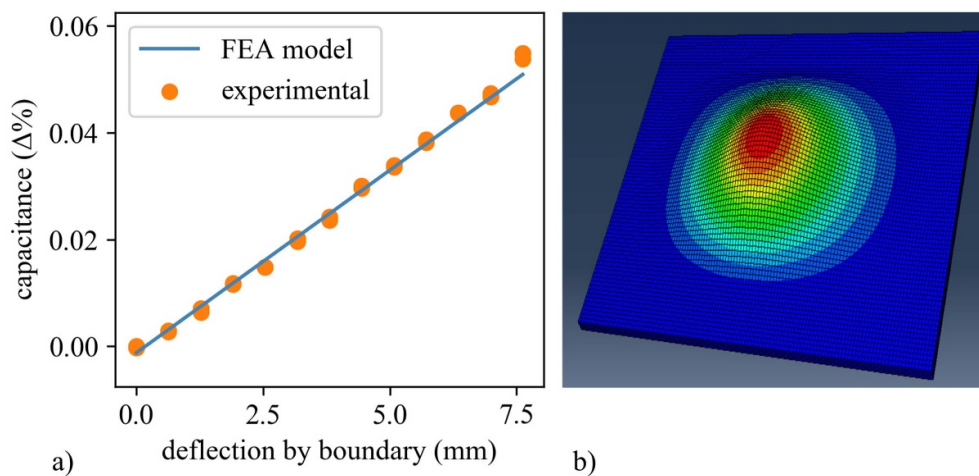 0.06
0.04
0.02
0.00
capacitance (Δ%)
FEA model
experimental
0.0 2.5 5.0 7.5
deflection by boundary (mm)
a)
b)